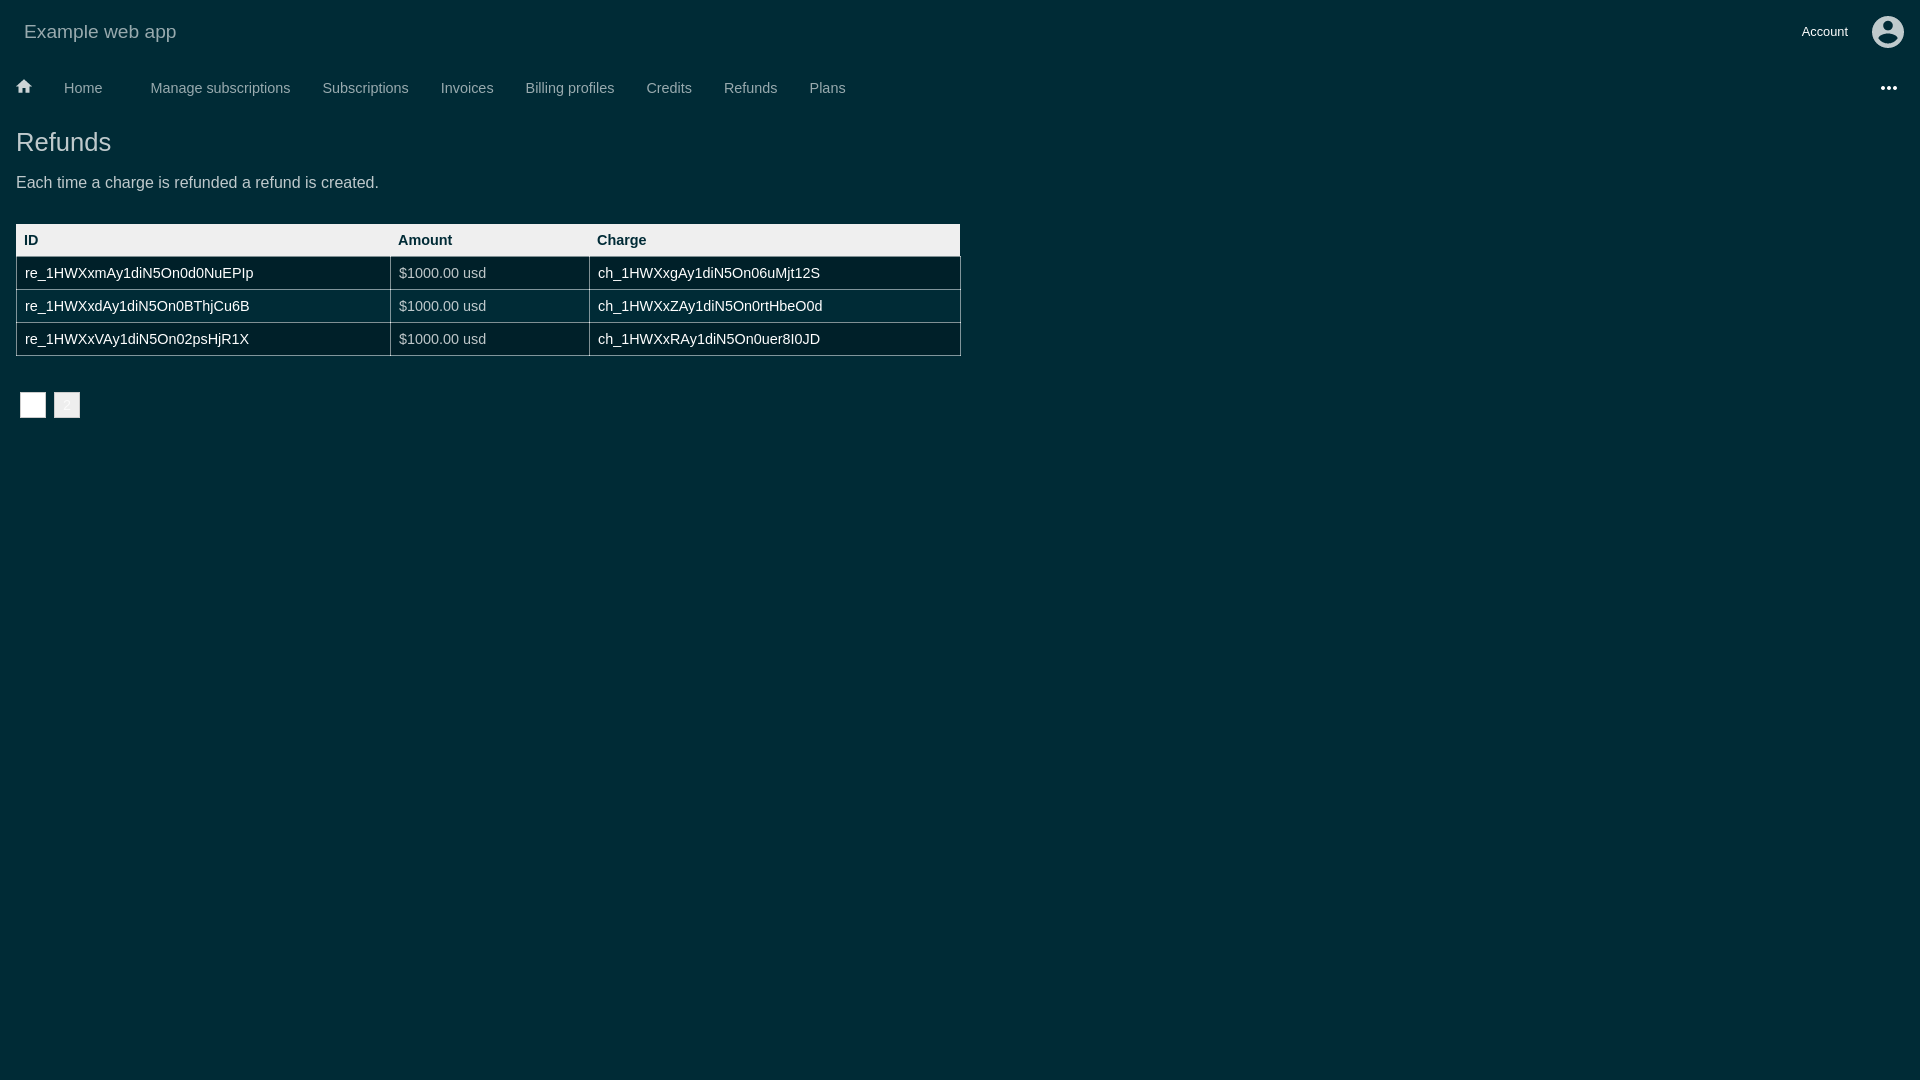 Example web app
Account
Home Manage subscriptions Subscriptions Invoices Billing profiles Credits Refunds Plans
Refunds
Each time a charge is refunded a refund is created.
ID Amount Charge
re_1HWXxmAy1diN5On0d0NuEPIp $1000.00 usd ch_1HWXxgAy1diN5On06uMjt12S
re_1HWXxdAy1diN5On0BThjCu6B $1000.00 usd ch_1HWXxZAy1diN5On0rtHbeO0d
re_1HWXxVAy1diN5On02psHjR1X $1000.00 usd ch_1HWXxRAy1diN5On0uer8I0JD
2